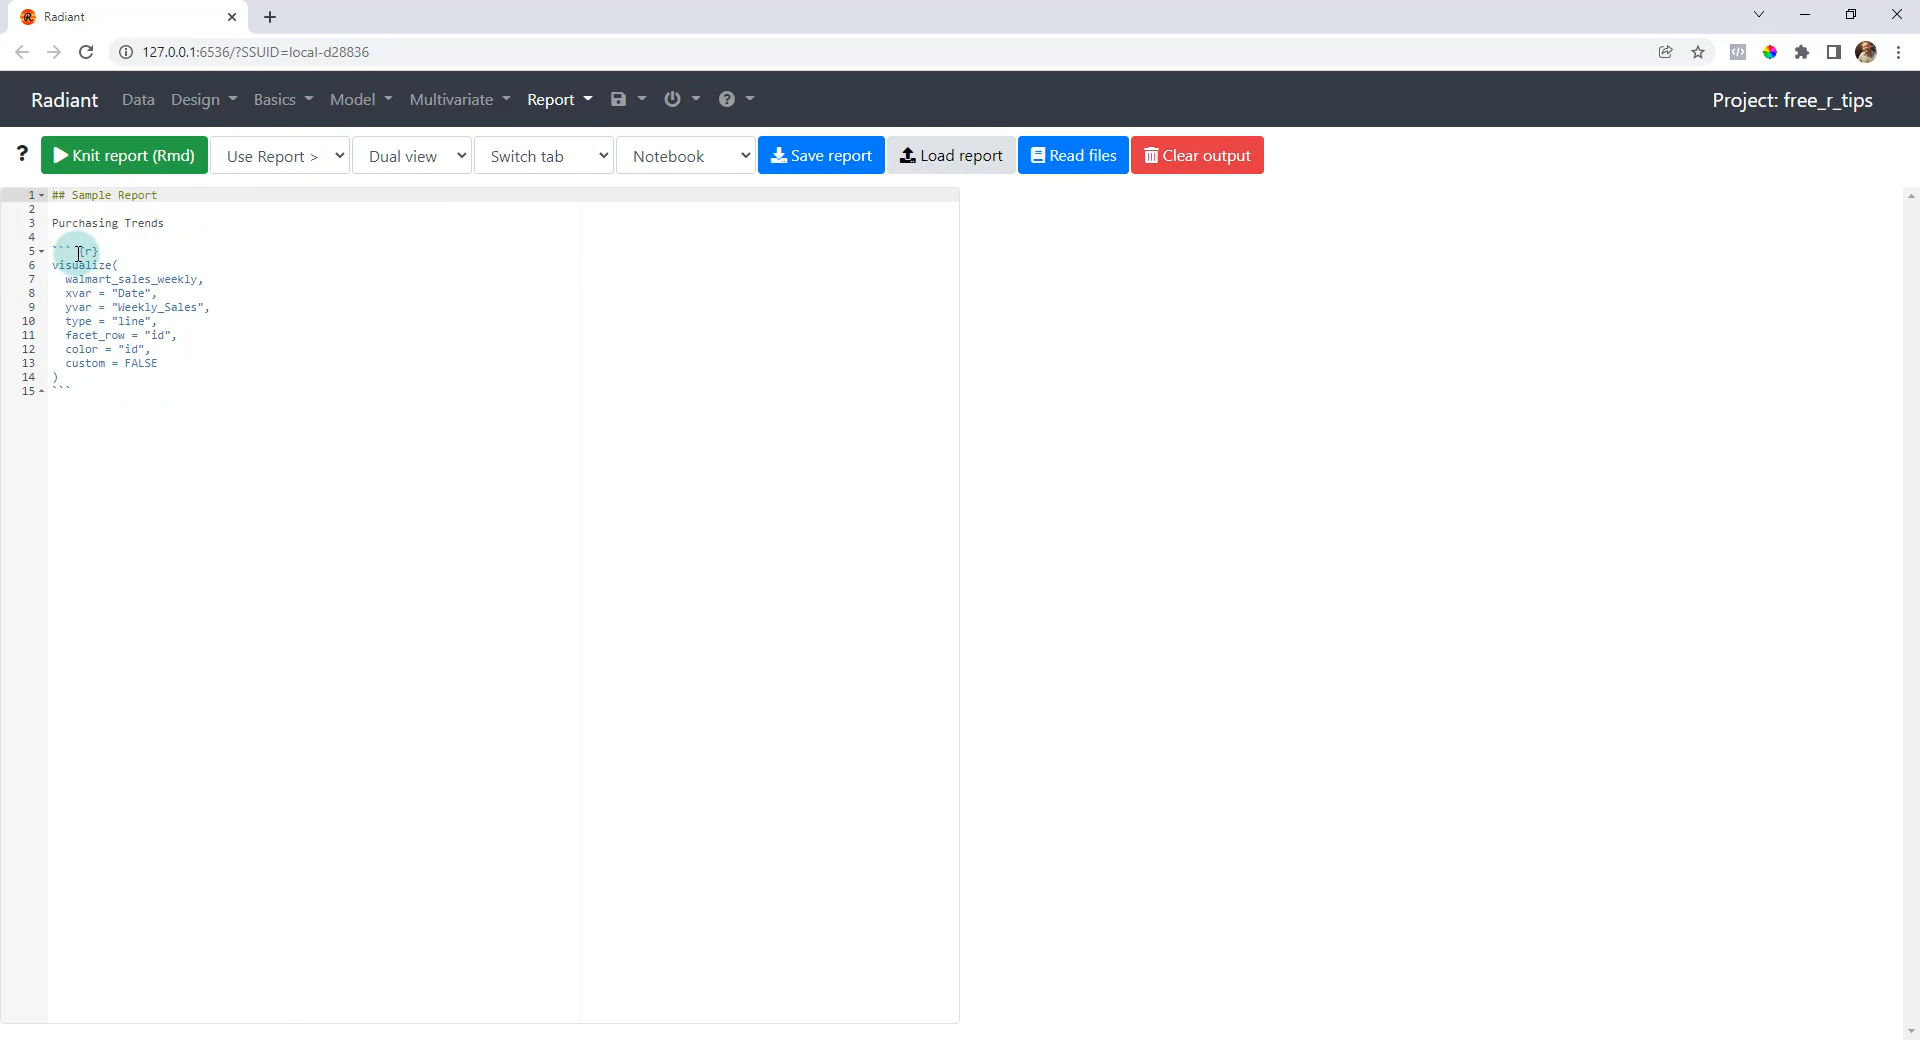 Radiant
127.0.0.1:6536/?SSUID=local-d28836
Radiant Data Design Basics Model Multivariate Report Project: free_r_tips
? Knit report (Rmd) Use Report > Dual view Switch tab Notebook Save report Load report Read files Clear output
1 ## Sample Report
2
3 Purchasing Trends
4
5 ``` {r}
6 visualize(
7 walmart_sales_weekly,
8 xvar = "Date",
9 yvar = "Weekly_Sales",
10 type = "line",
11 facet_row = "id",
12 color = "id",
13 custom = FALSE
14 )
15 ```